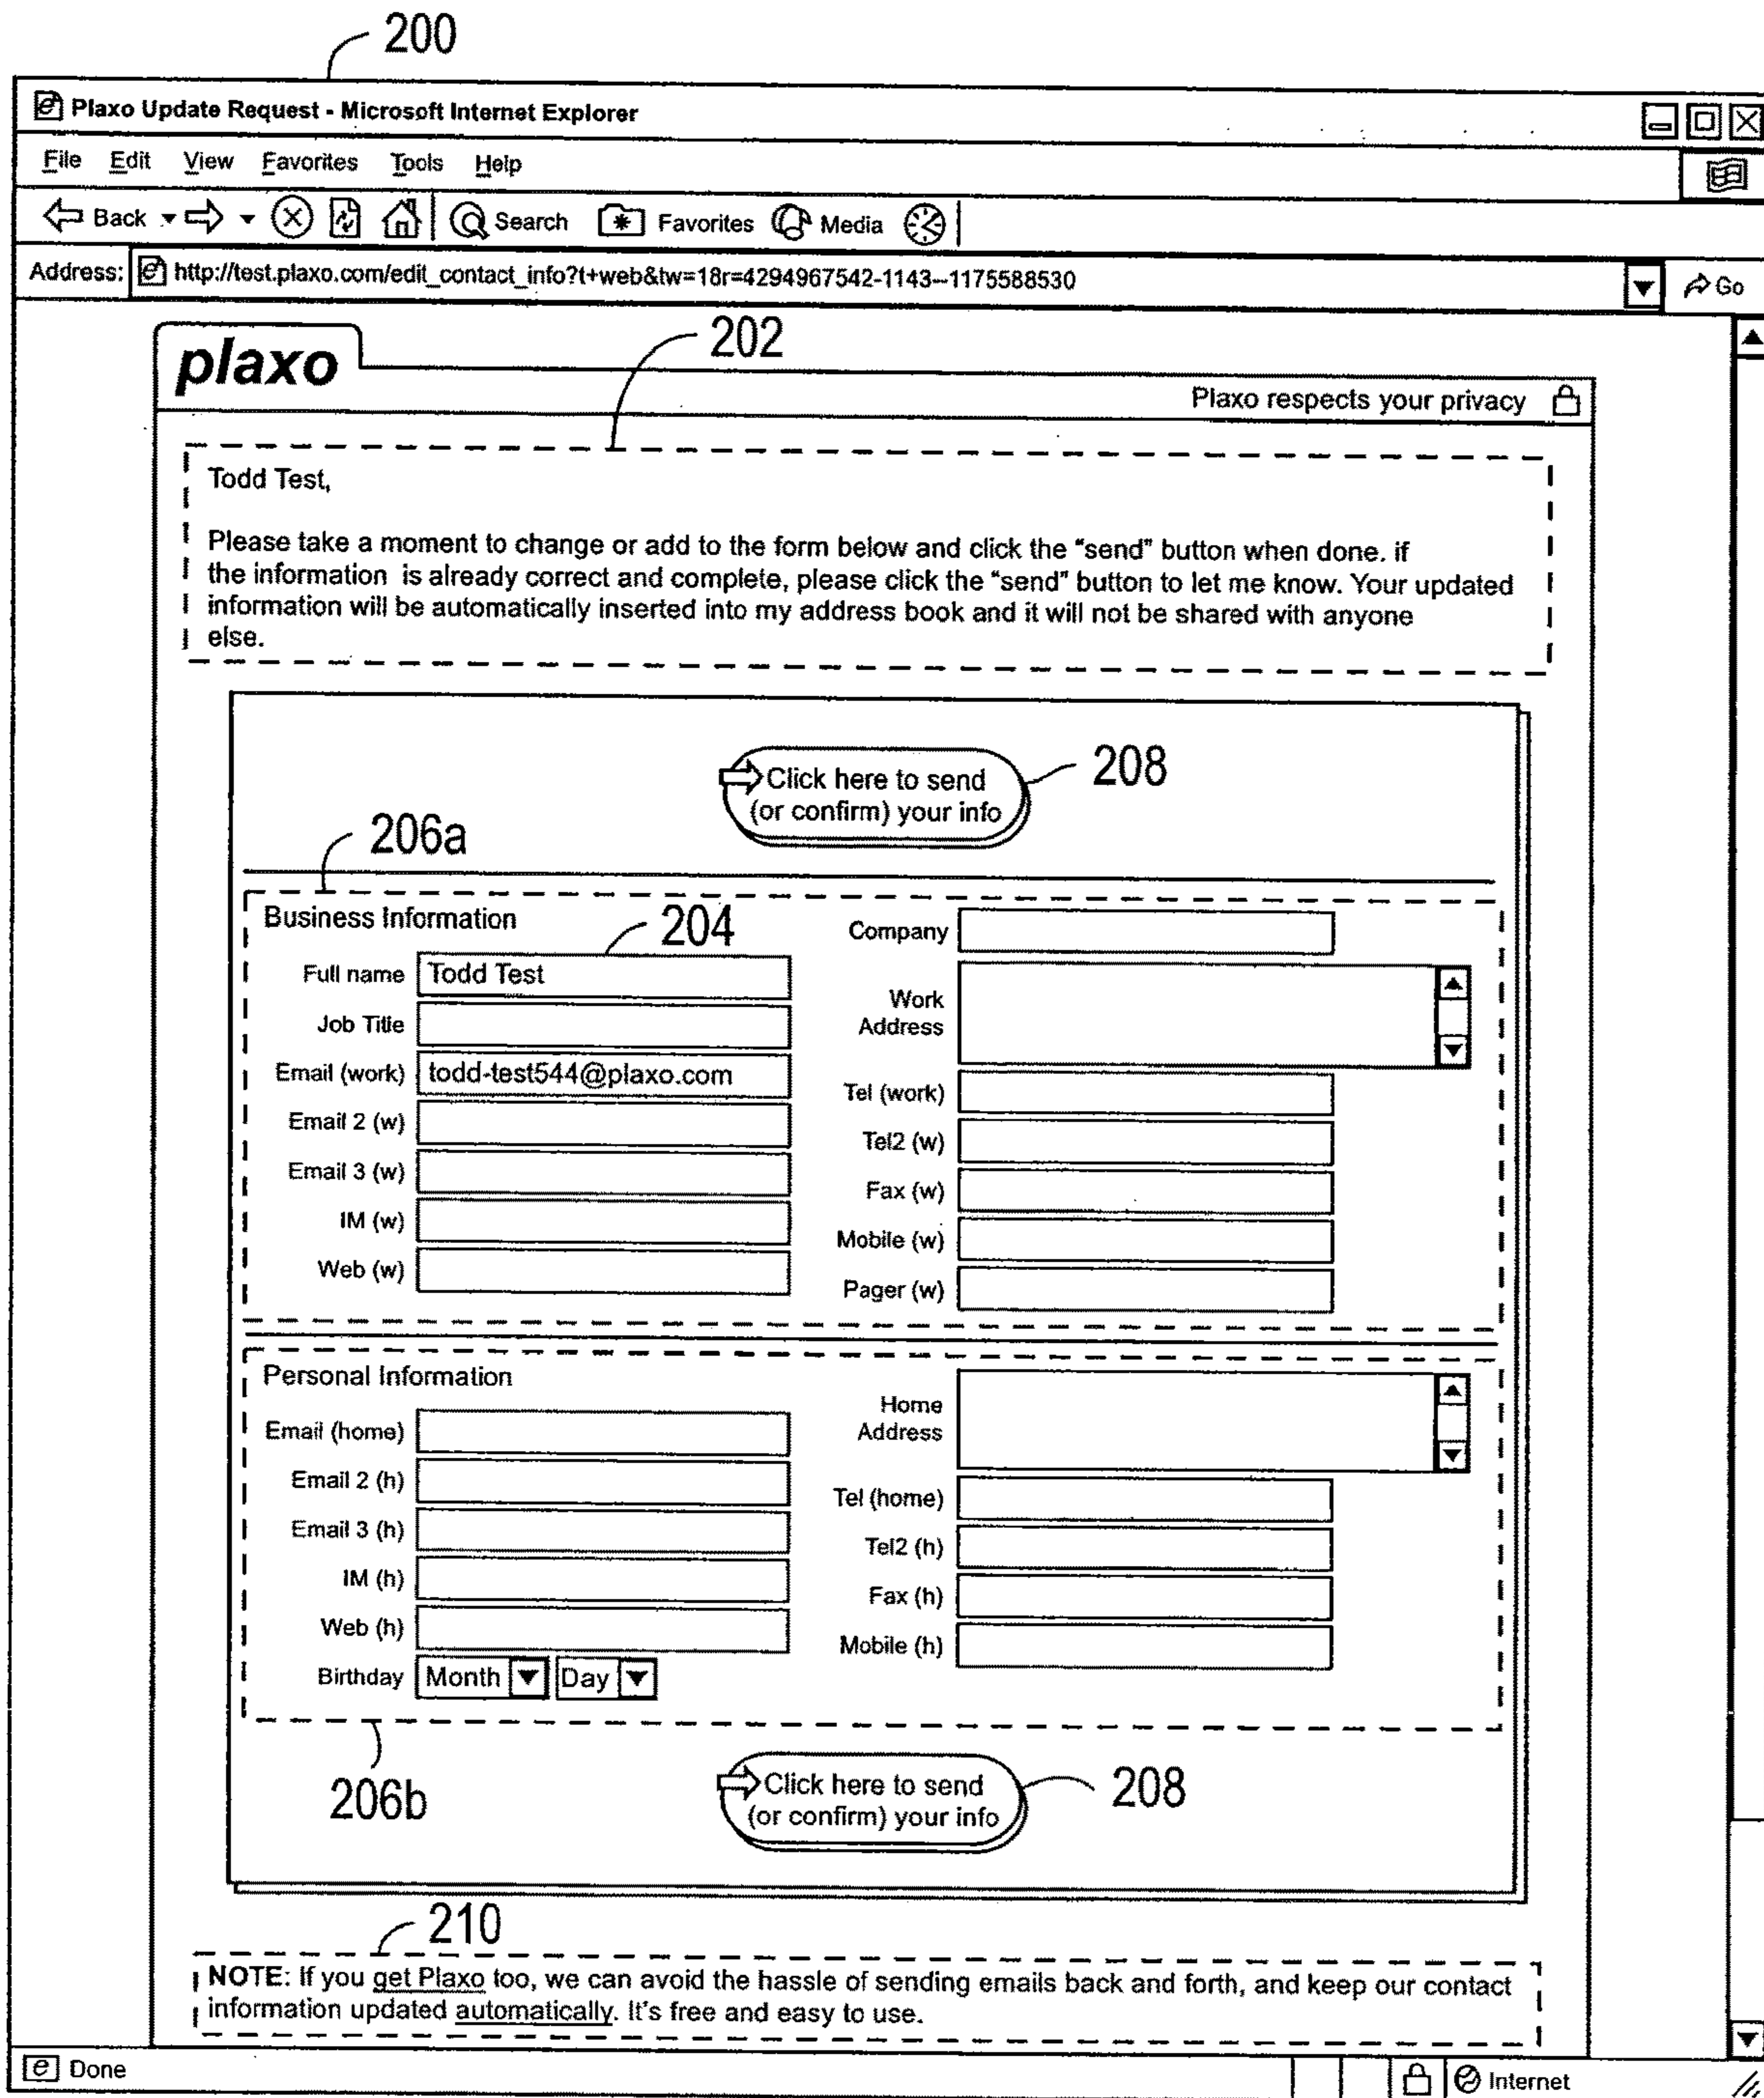 200
Plaxo Update Request - Microsoft Internet Explorer
File Edit View Favorites Tools Help
Back Search Favorites Media
Address: http://test.plaxo.com/edit_contact_info?t+web&tw=18r=4294967542-1143--1175588530 Go
202
plaxo
Plaxo respects your privacy
Todd Test,
Please take a moment to change or add to the form below and click the “send” button when done. if
the information is already correct and complete, please click the “send” button to let me know. Your updated
information will be automatically inserted into my address book and it will not be shared with anyone
else.
Click here to send
(or confirm) your info
208
206a
Business Information
204
Full name Todd Test
Job Title
Email (work) todd-test544@plaxo.com
Email 2 (w)
Email 3 (w)
IM (w)
Web (w)
Company
Work
Address
Tel (work)
Tel2 (w)
Fax (w)
Mobile (w)
Pager (w)
Personal Information
Email (home)
Email 2 (h)
Email 3 (h)
IM (h)
Web (h)
Birthday Month Day
Home
Address
Tel (home)
Tel2 (h)
Fax (h)
Mobile (h)
206b
Click here to send
(or confirm) your info
208
210
NOTE: If you get Plaxo too, we can avoid the hassle of sending emails back and forth, and keep our contact
information updated automatically. It's free and easy to use.
Done Internet